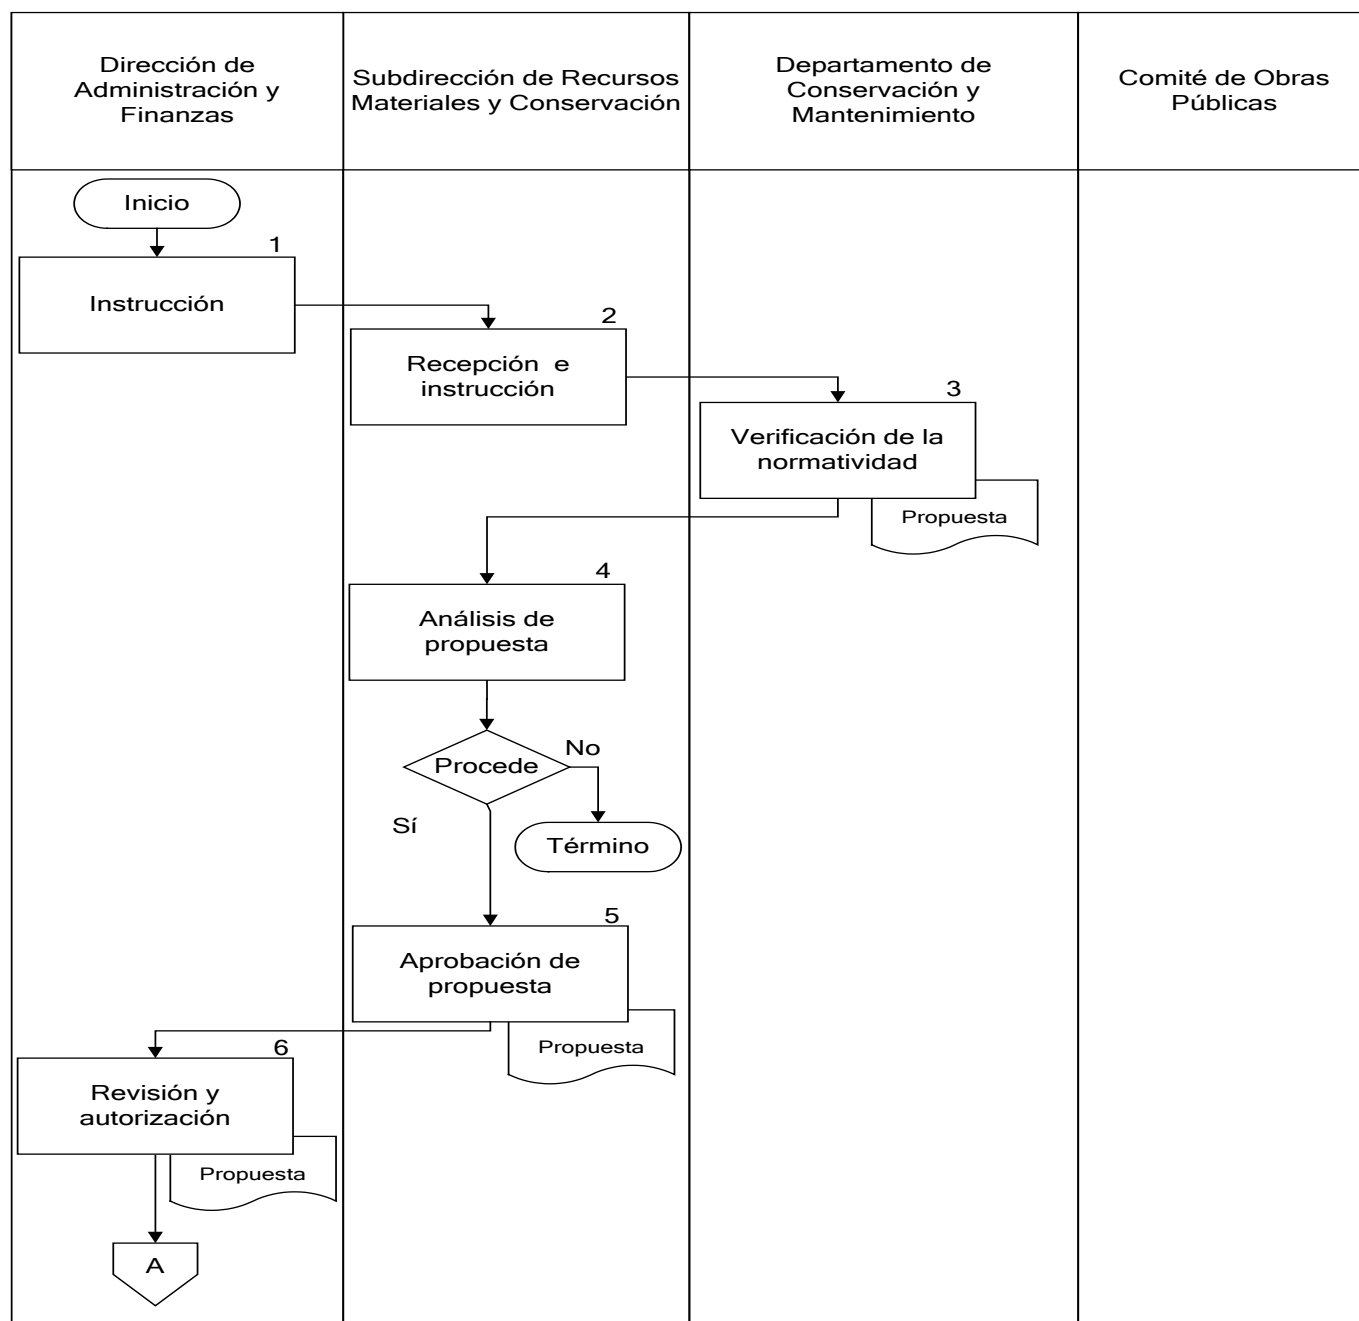 Dirección de
Administración y
Finanzas
Subdirección de Recursos
Materiales y Conservación
Departamento de
Conservación y
Mantenimiento
Comité de Obras
Públicas
Inicio
1
Instrucción
2
Recepción e
instrucción
3
Verificación de la
normatividad
Propuesta
4
Análisis de
propuesta
Procede
No
Sí
Término
5
Aprobación de
propuesta
Propuesta
6
Revisión y
autorización
Propuesta
A